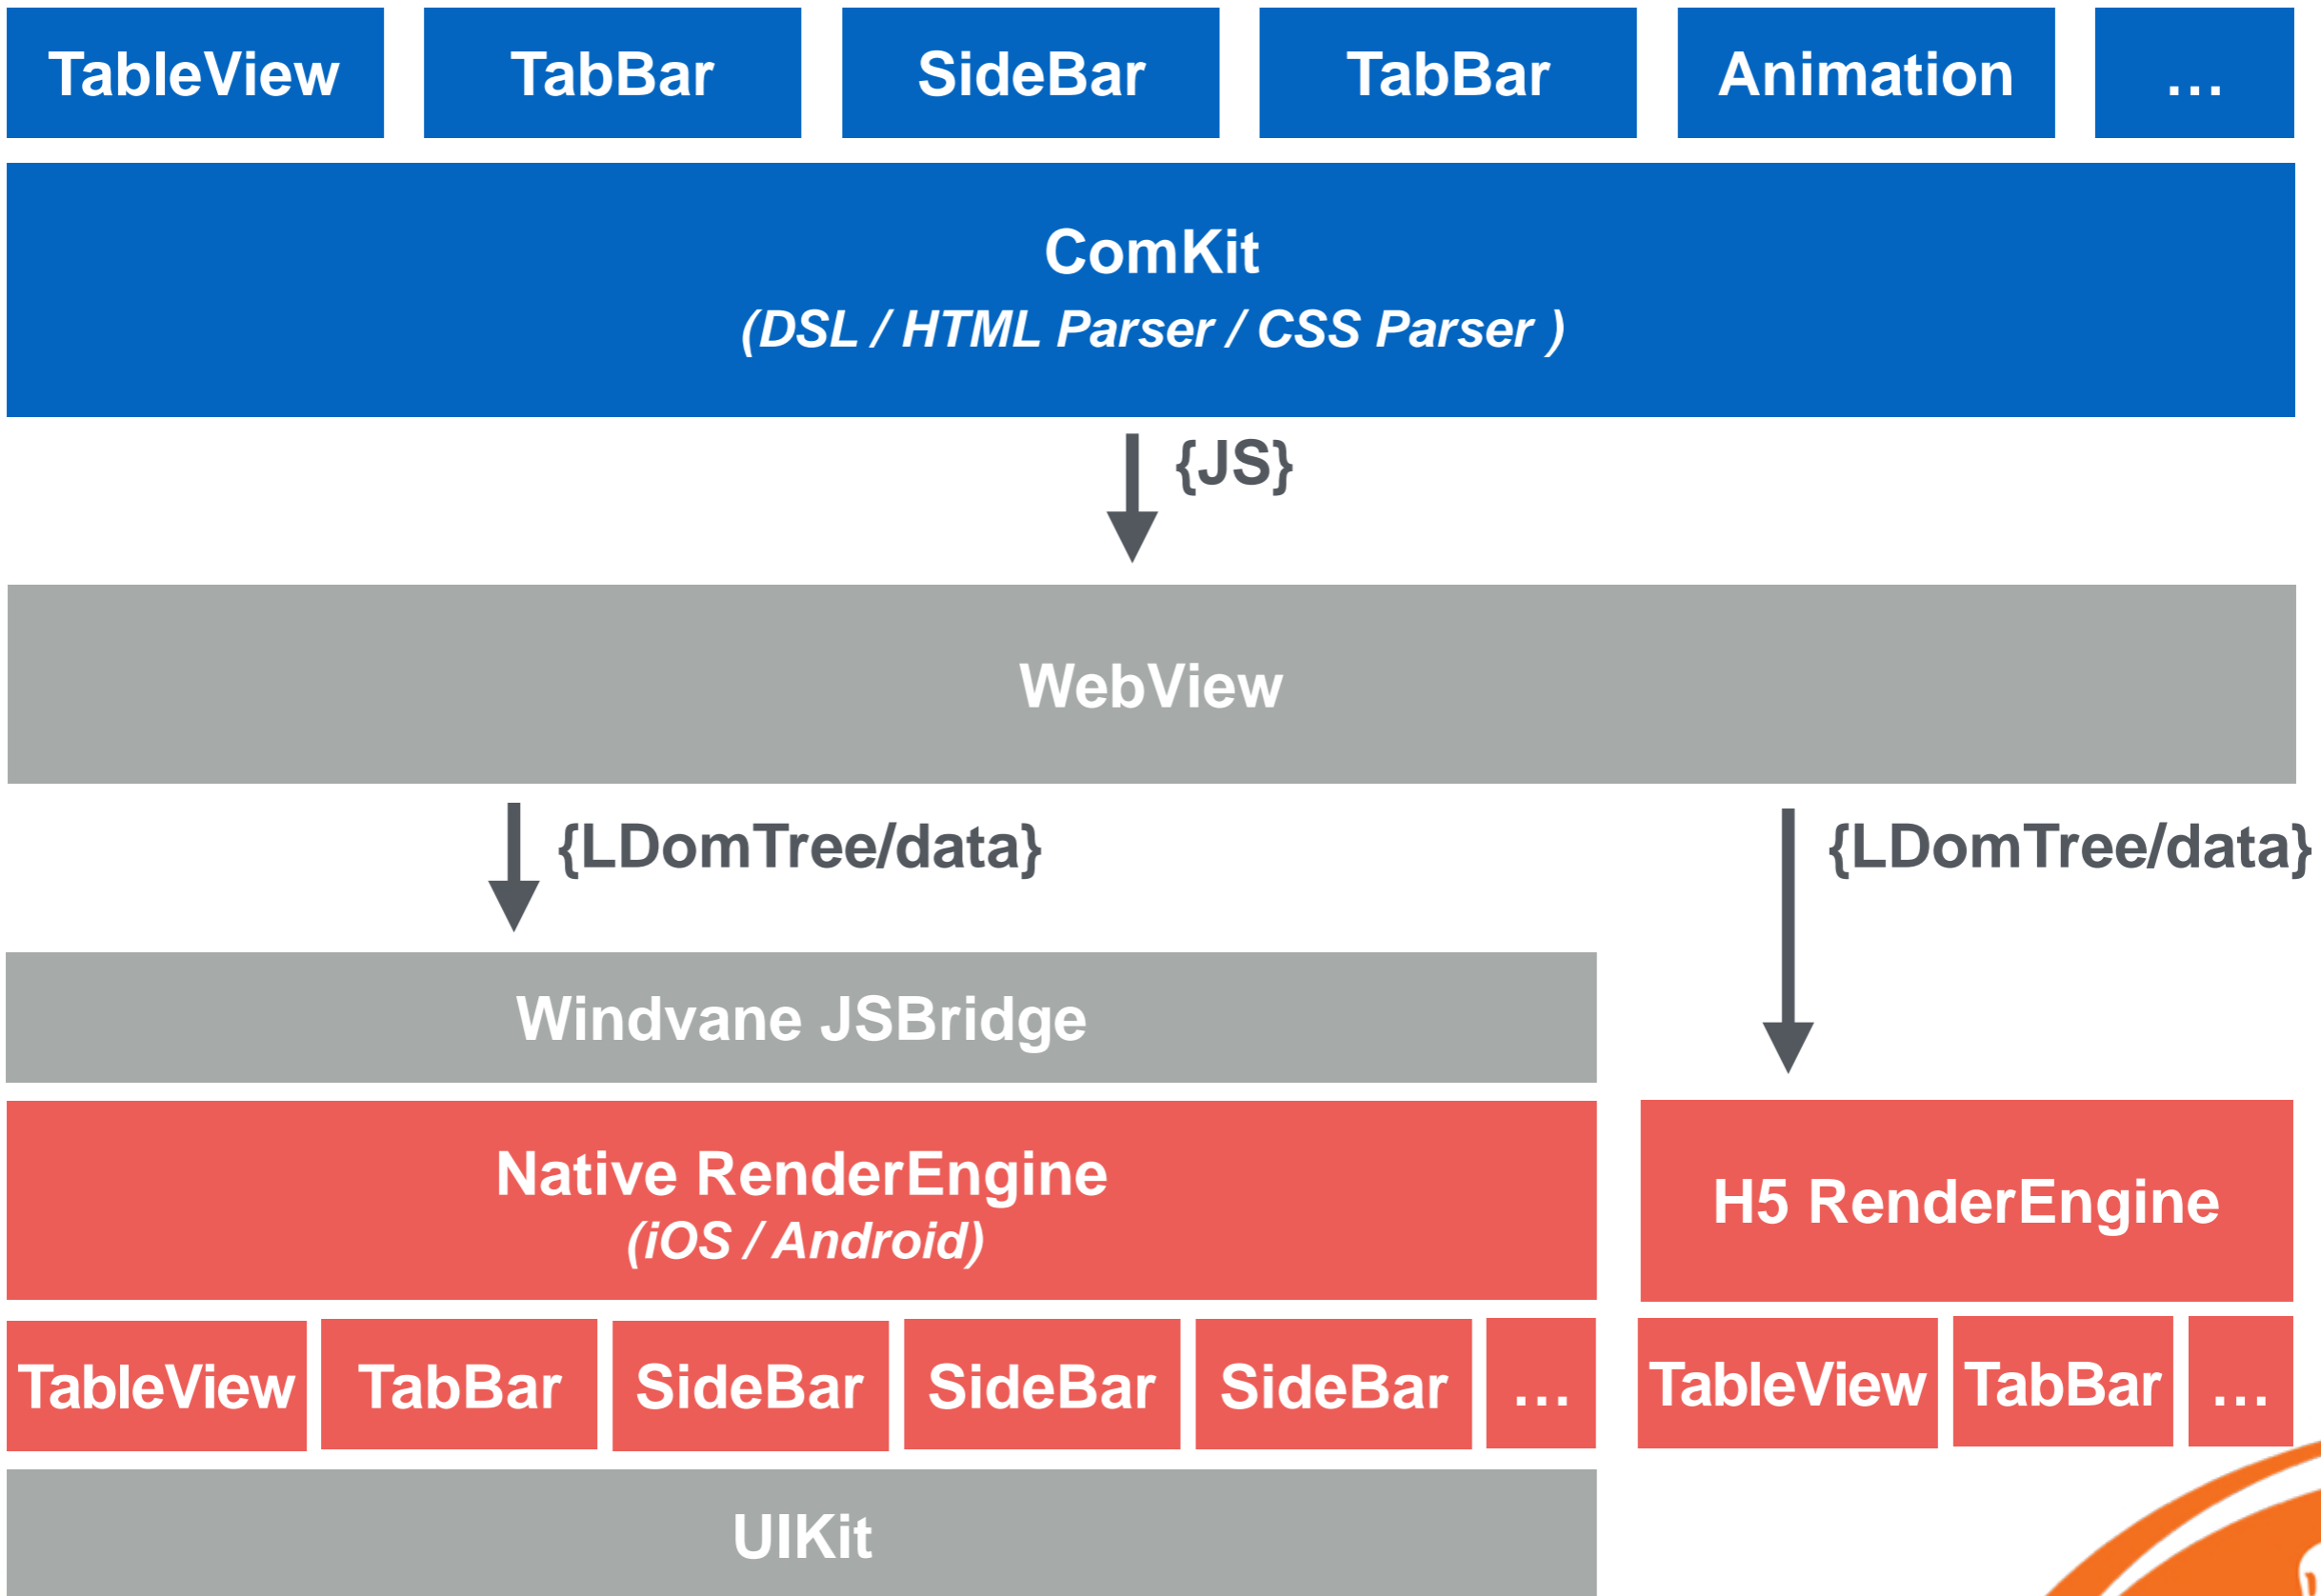 TableView TabBar SideBar TabBar Animation …
ComKit
(DSL / HTML Parser / CSS Parser )
{JS}
WebView
{LDomTree/data} {LDomTree/data}
Windvane JSBridge
Native RenderEngine
(iOS / Android)
H5 RenderEngine
TableView TabBar SideBar SideBar SideBar … TableView TabBar …
UIKit